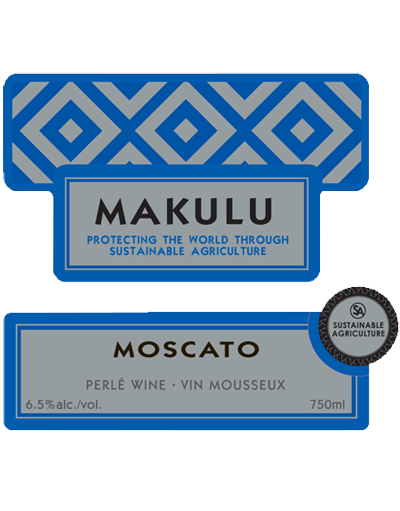 MAKULU
PROTECTING THE WORLD THROUGH
SUSTAINABLE AGRICULTURE
SA
SUSTAINABLE
AGRICULTURE
MOSCATO
PERLÉ WINE · VIN MOUSSEUX
6.5%alc./vol. 750ml